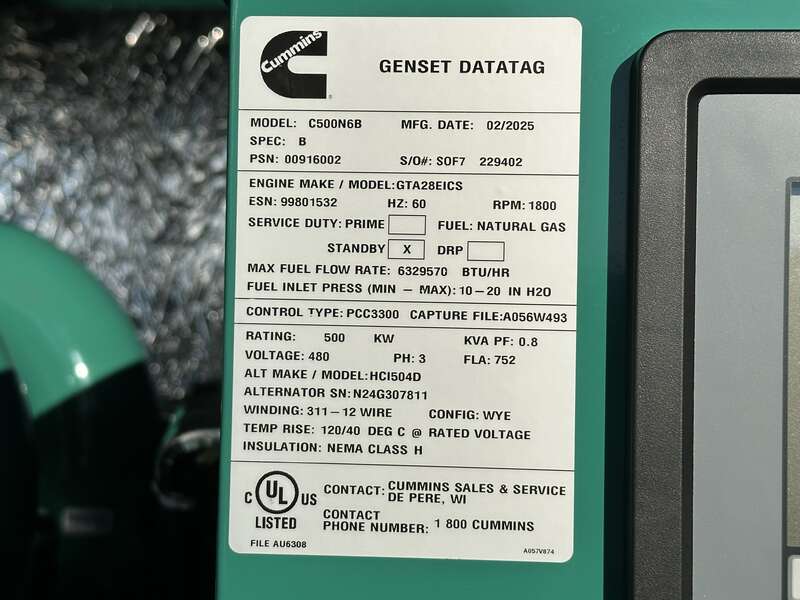 Cummins
GENSET DATATAG
MODEL: C500N6B MFG. DATE: 02/2025
SPEC: B
PSN: 00916002 S/O#: SOF7 229402
ENGINE MAKE / MODEL:GTA28EICS
ESN: 99801532 HZ: 60 RPM: 1800
SERVICE DUTY: PRIME FUEL: NATURAL GAS
STANDBY X DRP
MAX FUEL FLOW RATE: 6329570 BTU/HR
FUEL INLET PRESS (MIN – MAX): 10–20 IN H2O
CONTROL TYPE: PCC3300 CAPTURE FILE:A056W493
RATING: 500 KW KVA PF: 0.8
VOLTAGE: 480 PH: 3 FLA: 752
ALT MAKE / MODEL:HCI504D
ALTERNATOR SN:N24G307811
WINDING: 311–12 WIRE CONFIG: WYE
TEMP RISE: 120/40 DEG C @ RATED VOLTAGE
INSULATION: NEMA CLASS H
C UL US
LISTED
FILE AU6308
CONTACT: CUMMINS SALES & SERVICE
DE PERE, WI
CONTACT
PHONE NUMBER: 1 800 CUMMINS
A057V874